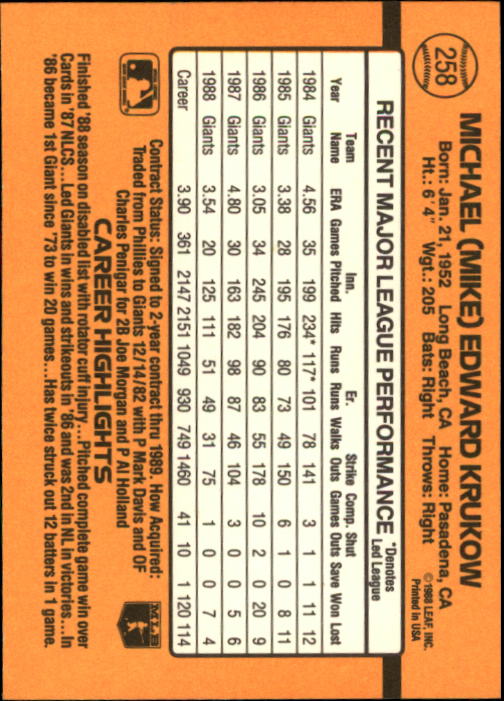 258
MICHAEL (MIKE) EDWARD KRUKOW
Born: Jan. 21, 1952 Long Beach, CA Home: Pasadena, CA
Ht.: 6' 4" Wgt.: 205 Bats: Right Throws: Right
©1988 LEAF, INC.
Printed in USA
RECENT MAJOR LEAGUE PERFORMANCE *Denotes Led League
Team Inn. Er. Strike Comp. Shut
Year Name ERA Games Pitched Hits Runs Runs Walks Outs Games Outs Save Won Lost
1984 Giants 4.56 35 199 234* 117* 101 78 141 3 1 1 11 12
1985 Giants 3.38 28 195 176 80 73 49 150 6 1 0 8 11
1986 Giants 3.05 34 245 204 90 83 55 178 10 2 0 20 9
1987 Giants 4.80 30 163 182 98 87 46 104 3 0 0 5 6
1988 Giants 3.54 20 125 111 51 49 31 75 1 0 0 7 4
Career 3.90 361 2147 2151 1049 930 749 1460 41 10 1 120 114
Contract Status: Signed to 2-year contract thru 1989. How Acquired:
Traded from Phillies to Giants 12/14/82 with P Mark Davis and OF
Charles Penigar for 2B Joe Morgan and P Al Holland
MLB
CAREER HIGHLIGHTS
Finished '88 season on disabled list with rotator cuff injury...Pitched complete game win over
Cards in '87 NLCS...Led Giants in wins and strikeouts in '86 and was 2nd in NL in victories...In
'86 became 1st Giant since '73 to win 20 games...Has twice struck out 12 batters in 1 game.